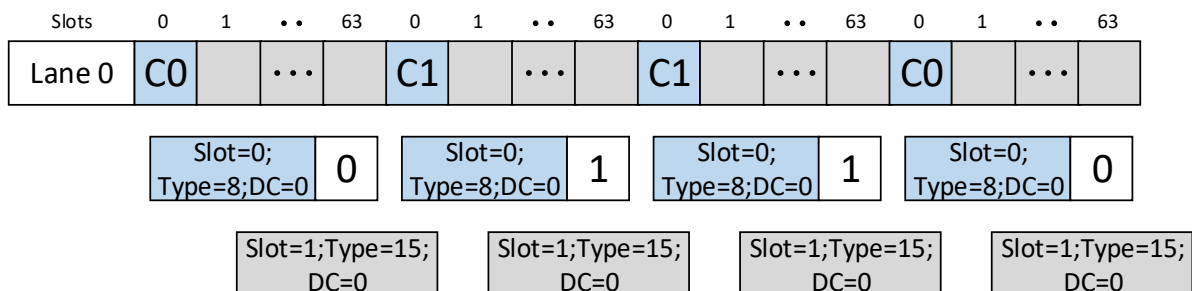 Slots 0 1 •• 63 0 1 •• 63 0 1 •• 63 0 1 •• 63
Lane 0 C0 ••• C1 ••• C1 ••• C0 •••
Slot=0; Type=8;DC=0 0 Slot=0; Type=8;DC=0 1 Slot=0; Type=8;DC=0 1 Slot=0; Type=8;DC=0 0
Slot=1;Type=15; Slot=1;Type=15; Slot=1;Type=15; Slot=1;Type=15;
DC=0 DC=0 DC=0 DC=0